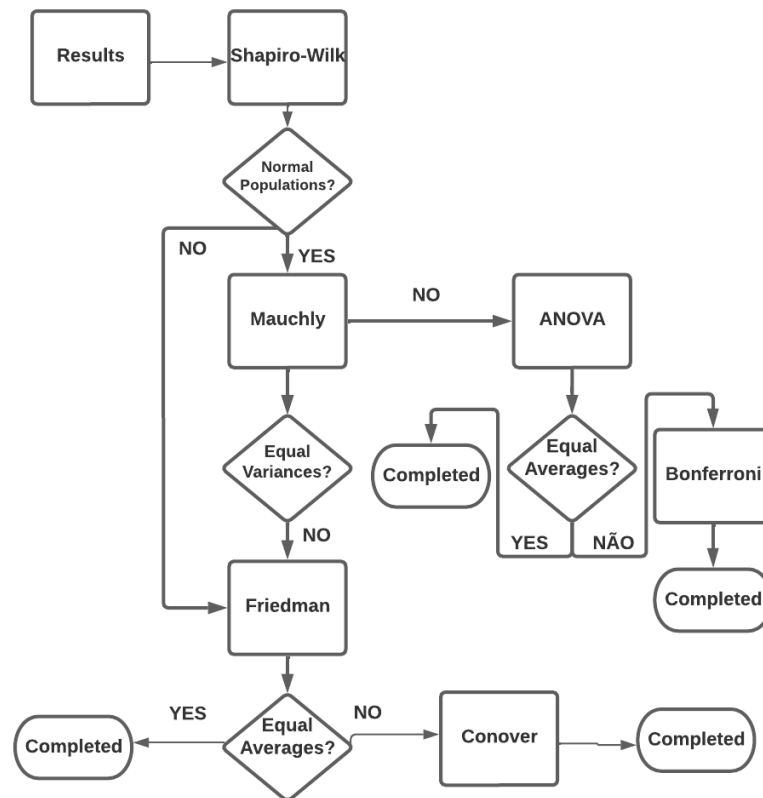 Results
Shapiro-Wilk
Normal
Populations?
NO
YES
Mauchly
NO
ANOVA
Equal
Variances?
Completed
Equal
Averages?
Bonferroni
NO
YES
NÃO
Friedman
Completed
YES
Equal
Averages?
NO
Completed
Conover
Completed